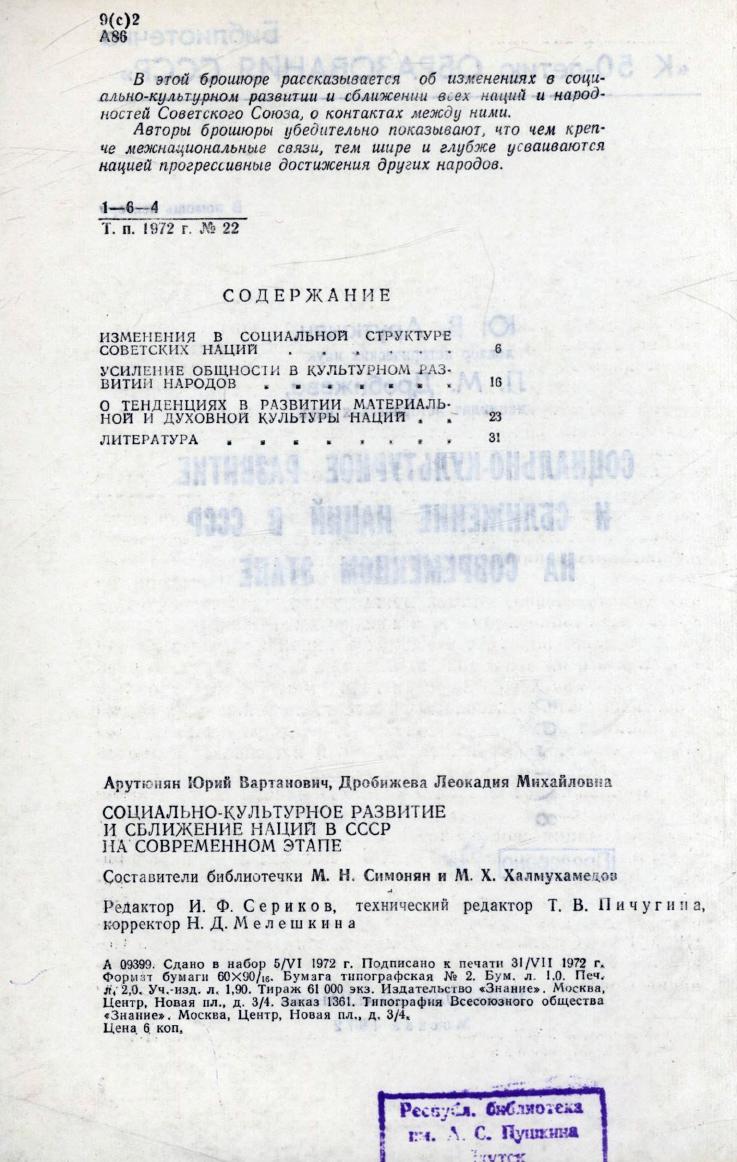 9(с)2
А86
В этой брошюре рассказывается об изменениях в соци-
ально-культурном развитии и сближении всех наций и народ-
ностей Советского Союза, о контактах между ними.
Авторы брошюры убедительно показывают, что чем креп-
че межнациональные связи, тем шире и глубже усваиваются
нацией прогрессивные достижения других народов.
1—6—4
Т. п. 1972 г. № 22
СОДЕРЖАНИЕ
ИЗМЕНЕНИЯ В СОЦИАЛЬНОЙ СТРУКТУРЕ
СОВЕТСКИХ НАЦИЙ . . . . . . 6
УСИЛЕНИЕ ОБЩНОСТИ В КУЛЬТУРНОМ РАЗ-
ВИТИИ НАРОДОВ . . . . . . . 16
О ТЕНДЕНЦИЯХ В РАЗВИТИИ МАТЕРИАЛЬ-
НОЙ И ДУХОВНОЙ КУЛЬТУРЫ НАЦИЙ . . 23
ЛИТЕРАТУРА . . . . . . . . 31
Арутюнян Юрий Вартанович, Дробижева Леокадия Михайловна
СОЦИАЛЬНО-КУЛЬТУРНОЕ РАЗВИТИЕ
И СБЛИЖЕНИЕ НАЦИЙ В СССР
НА СОВРЕМЕННОМ ЭТАПЕ
Составители библиотечки М. Н. Симонян и М. Х. Халмухамедов
Редактор И. Ф. Сериков, технический редактор Т. В. Пичугина,
корректор Н. Д. Мелешкина
А 09399. Сдано в набор 5/VI 1972 г. Подписано к печати 31/VII 1972 г.
Формат бумаги 60X90/16. Бумага типографская № 2. Бум. л. 1,0. Печ.
л. 2,0. Уч.-изд. л. 1,90. Тираж 61 000 экз. Издательство «Знание». Москва,
Центр, Новая пл., д. 3/4. Заказ 1361. Типография Всесоюзного общества
«Знание». Москва, Центр, Новая пл., д. 3/4.
Цена 6 коп.
Республ. библиотека
им. А. С. Пушкина